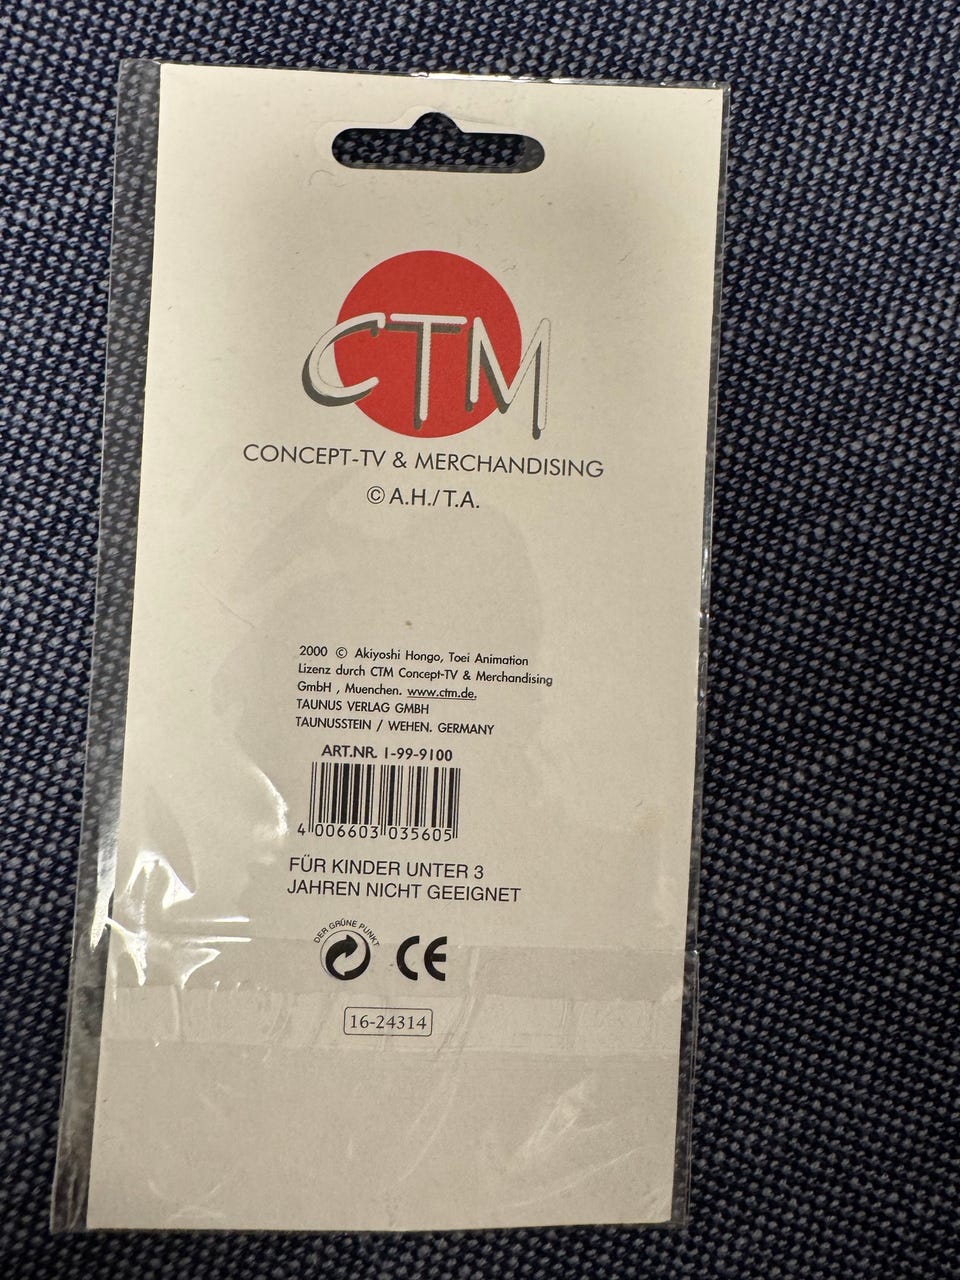 CTM
CONCEPT-TV & MERCHANDISING
© A.H./T.A.
2000 © Akiyoshi Hongo, Toei Animation
Lizenz durch CTM Concept-TV & Merchandising
GmbH , Muenchen. www.ctm.de.
TAUNUS VERLAG GMBH
TAUNUSSTEIN / WEHEN. GERMANY
ART.NR. 1-99-9100
4 006603 035605
FÜR KINDER UNTER 3
JAHREN NICHT GEEIGNET
DER GRÜNE PUNKT
CE
16-24314